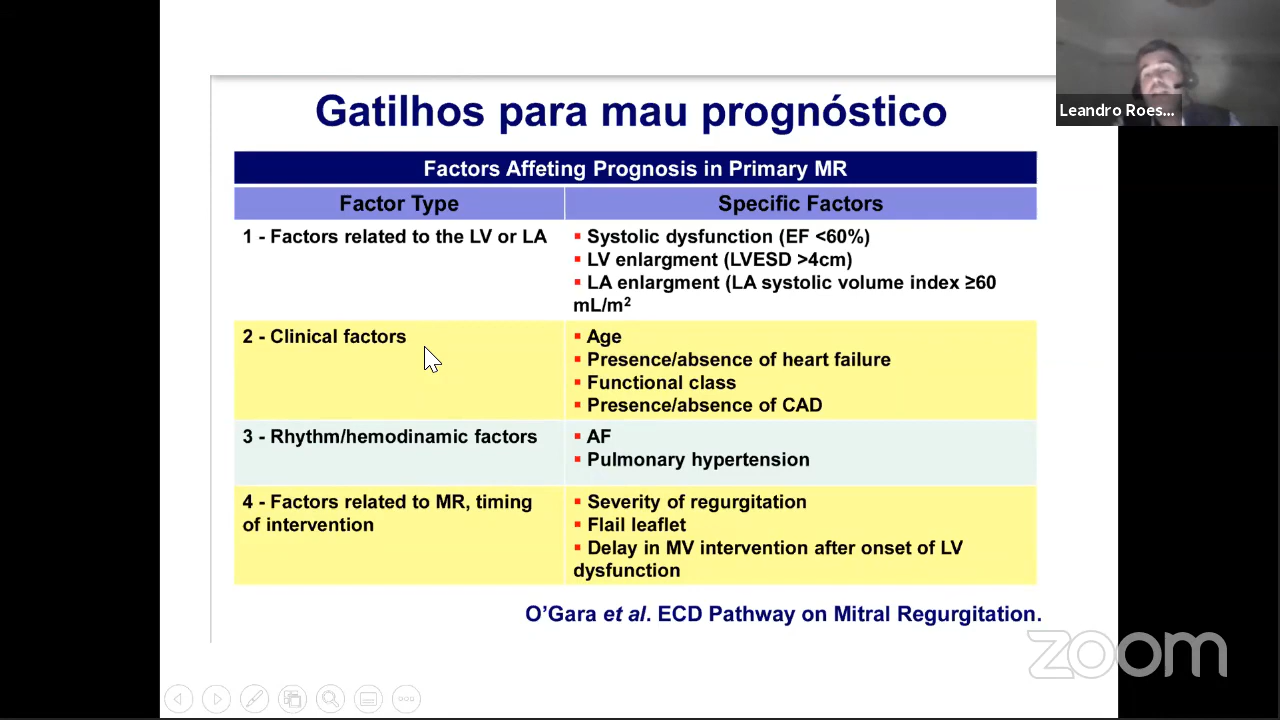 Leandro Roes...
Gatilhos para mau prognóstico
Factors Affeting Prognosis in Primary MR
Factor Type
Specific Factors
1 - Factors related to the LV or LA
▪ Systolic dysfunction (EF <60%)
▪ LV enlargment (LVESD >4cm)
▪ LA enlargment (LA systolic volume index ≥60
mL/m²
2 - Clinical factors
▪ Age
▪ Presence/absence of heart failure
▪ Functional class
▪ Presence/absence of CAD
3 - Rhythm/hemodinamic factors
▪ AF
▪ Pulmonary hypertension
4 - Factors related to MR, timing
of intervention
▪ Severity of regurgitation
▪ Flail leaflet
▪ Delay in MV intervention after onset of LV
dysfunction
O’Gara et al. ECD Pathway on Mitral Regurgitation.
zoom